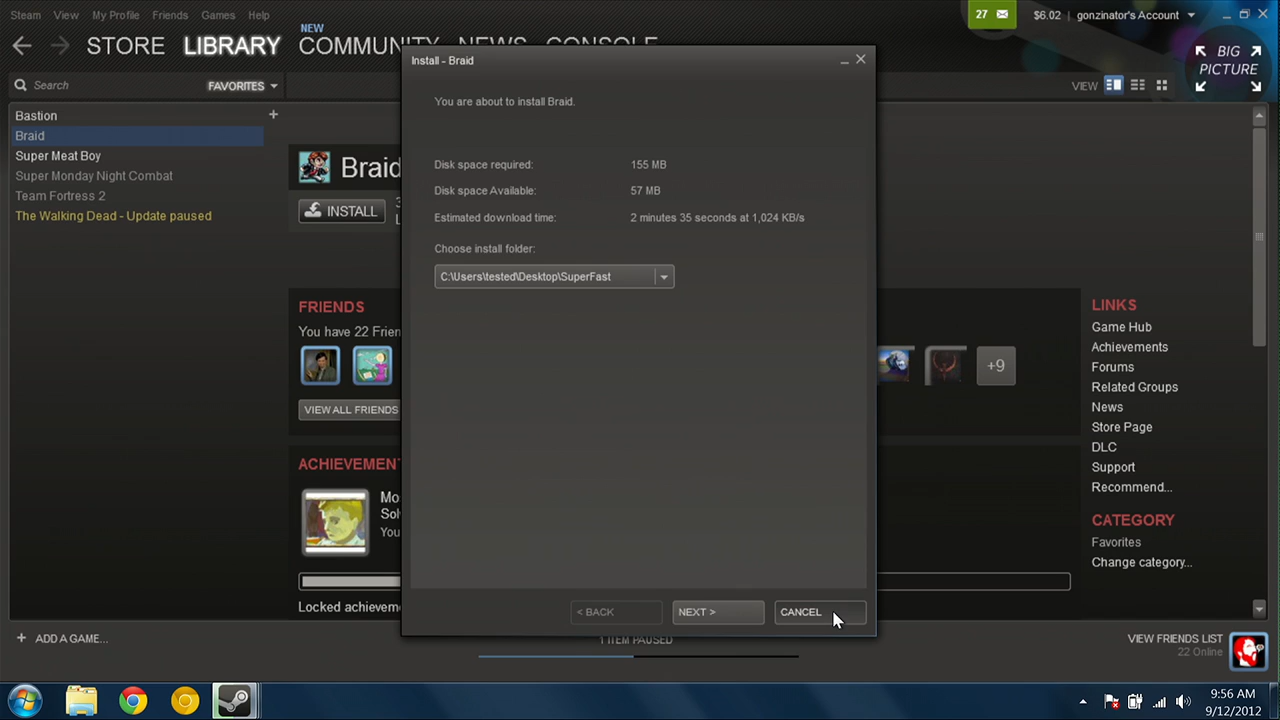 Steam View My Profile Friends Games Help
27 $6.02 gonzinator's Account
STORE LIBRARY NEW COMMUNITY NEWS CONSOLE
BIG PICTURE
Search FAVORITES
VIEW
Bastion +
Braid
Super Meat Boy
Super Monday Night Combat
Team Fortress 2
The Walking Dead - Update paused
Braid
INSTALL
FRIENDS
You have 22 Frien
+9
VIEW ALL FRIENDS
ACHIEVEMENT
Mo
Sol
You
Locked achievem
Install - Braid
You are about to install Braid.
Disk space required: 155 MB
Disk space Available: 57 MB
Estimated download time: 2 minutes 35 seconds at 1,024 KB/s
Choose install folder:
C:\Users\tested\Desktop\SuperFast
< BACK NEXT > CANCEL
LINKS
Game Hub
Achievements
Forums
Related Groups
News
Store Page
DLC
Support
Recommend...
CATEGORY
Favorites
Change category...
+ ADD A GAME...
1 ITEM PAUSED
VIEW FRIENDS LIST
22 Online
9:56 AM
9/12/2012